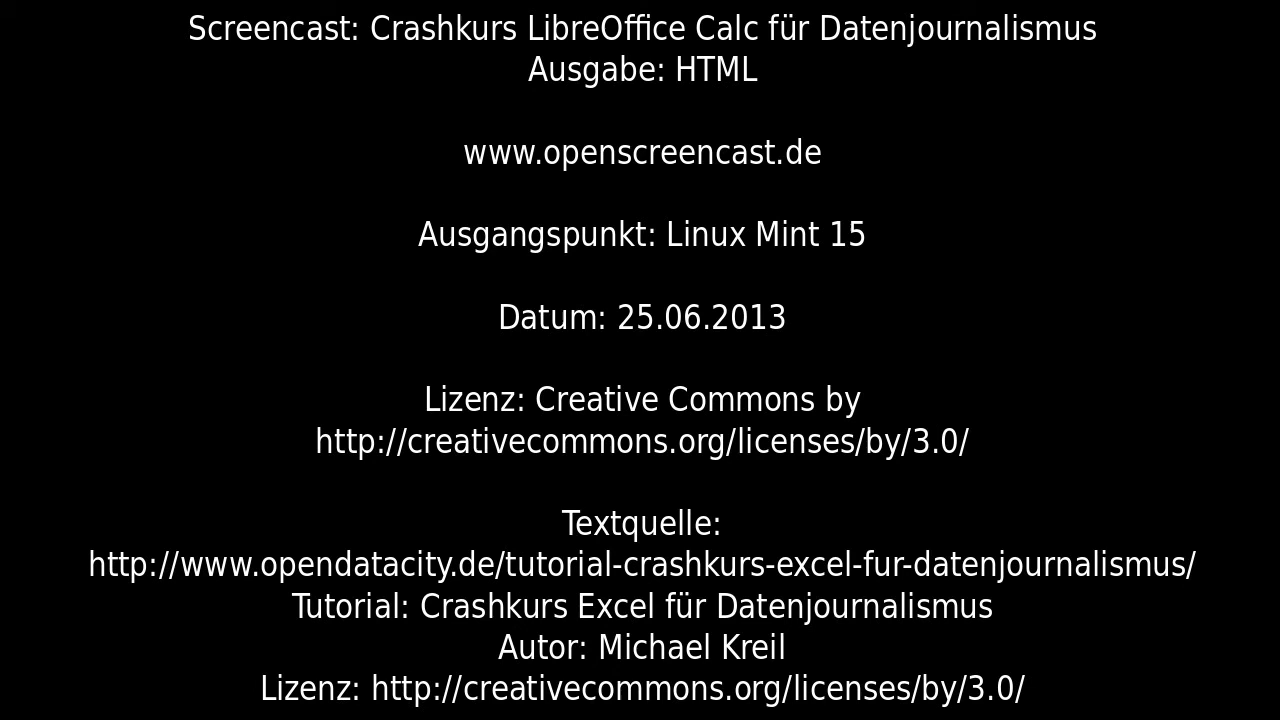 Screencast: Crashkurs LibreOffice Calc für Datenjournalismus
Ausgabe: HTML
www.openscreencast.de
Ausgangspunkt: Linux Mint 15
Datum: 25.06.2013
Lizenz: Creative Commons by
http://creativecommons.org/licenses/by/3.0/
Textquelle:
http://www.opendatacity.de/tutorial-crashkurs-excel-fur-datenjournalismus/
Tutorial: Crashkurs Excel für Datenjournalismus
Autor: Michael Kreil
Lizenz: http://creativecommons.org/licenses/by/3.0/